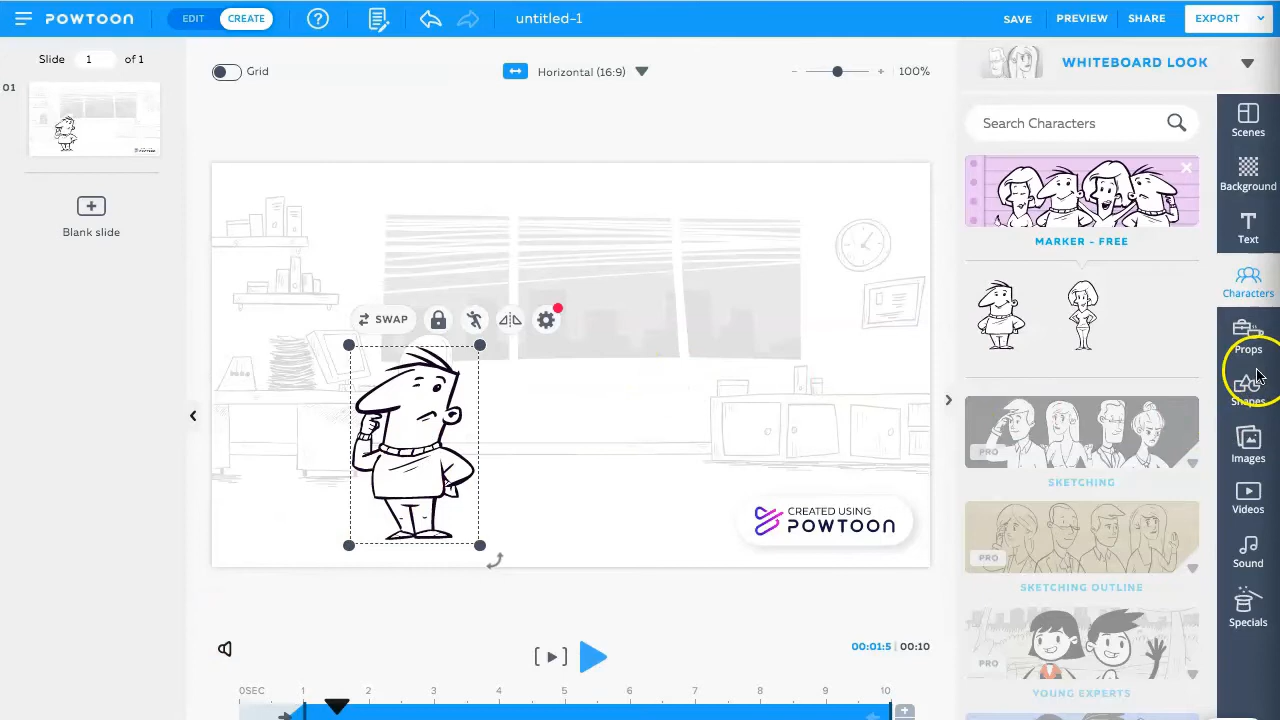 POWTOON
EDIT
CREATE
untitled-1
SAVE
PREVIEW
SHARE
EXPORT
Slide 1 of 1
Grid
Horizontal (16:9)
- + 100%
WHITEBOARD LOOK
01
Search Characters
Scenes
Background
Text
Characters
Props
Shapes
Images
Videos
Sound
Specials
Blank slide
MARKER - FREE
SWAP
PRO
SKETCHING
PRO
SKETCHING OUTLINE
PRO
YOUNG EXPERTS
CREATED USING
POWTOON
00:01:5 00:10
0SEC 1 2 3 4 5 6 7 8 9 10